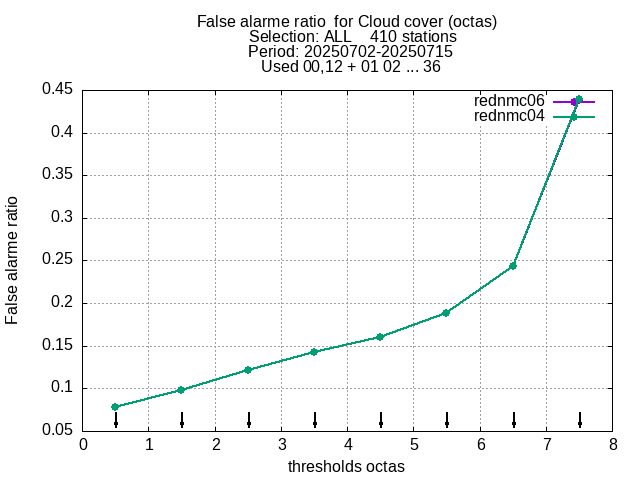 False alarme ratio  for Cloud cover (octas)
Selection: ALL    410 stations
Period: 20250702-20250715
Used 00,12 + 01 02 ... 36
rednmc06
rednmc04
0.45
0.4
0.35
0.3
0.25
0.2
0.15
0.1
0.05
False alarme ratio
0 1 2 3 4 5 6 7 8
thresholds octas